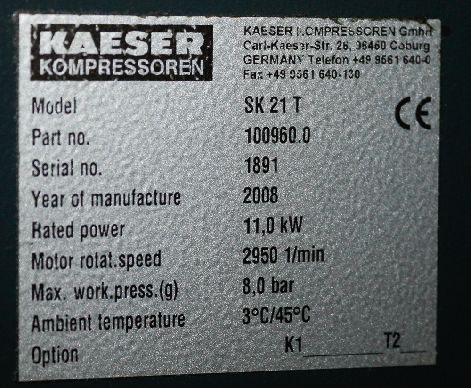 KAESER
KOMPRESSOREN
KAESER KOMPRESSOREN GmbH
Carl-Kaeser-Str. 26, 96450 Coburg
GERMANY Telefon +49 9561 640-0
Fax +49 9561 640-130
CE
Model SK 21 T
Part no. 100960.0
Serial no. 1891
Year of manufacture 2008
Rated power 11,0 kW
Motor rotat.speed 2950 1/min
Max. work.press.(g) 8,0 bar
Ambient temperature 3°C/45°C
Option K1______ T2___